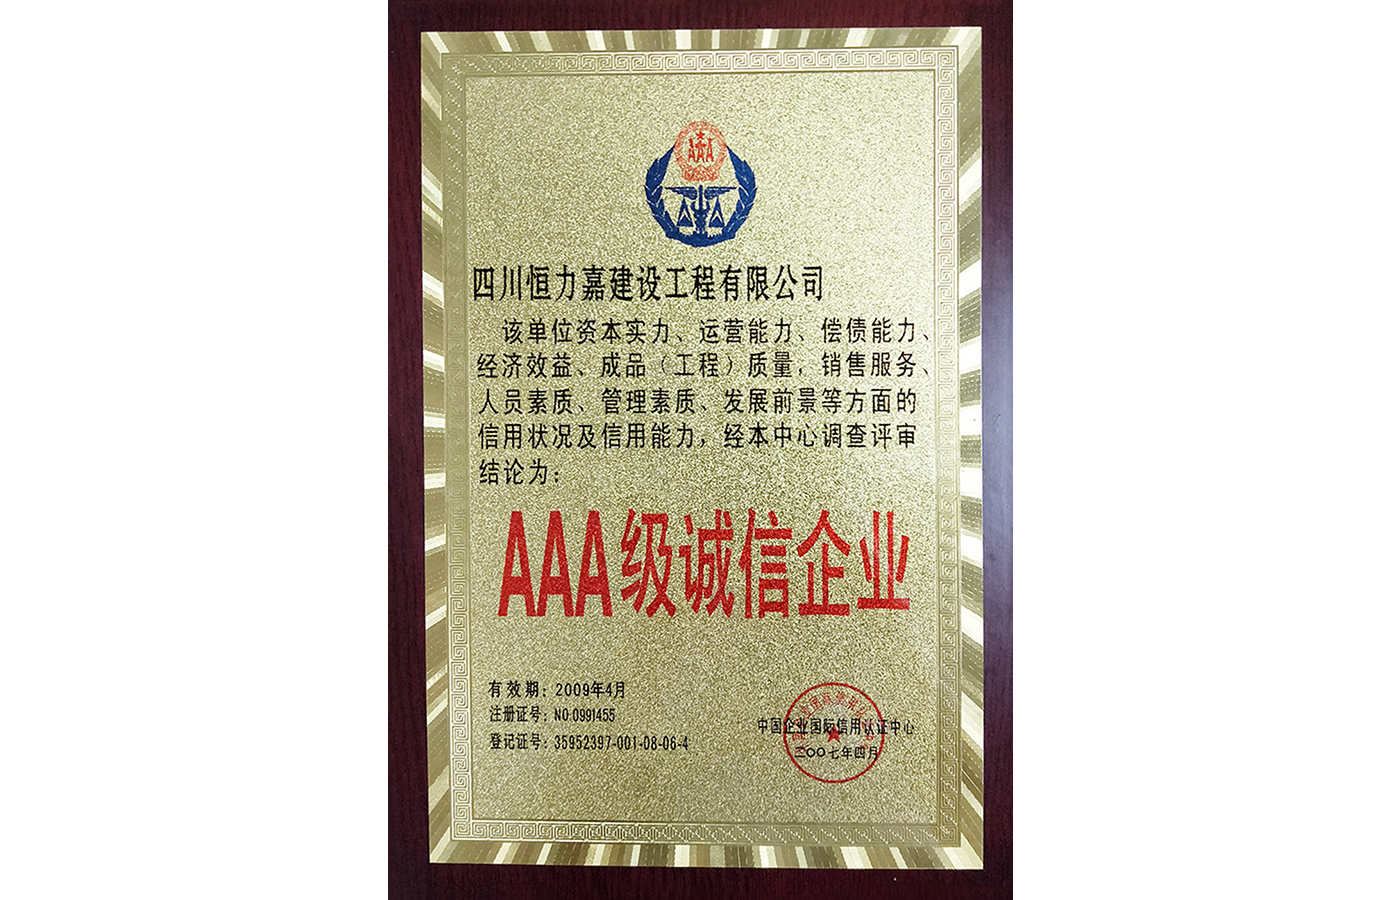 AAA
四川恒力嘉建设工程有限公司
该单位资本实力、运营能力、偿债能力、
经济效益、成品（工程）质量，销售服务、
人员素质、管理素质、发展前景等方面的
信用状况及信用能力，经本中心调查评审
结论为：
AAA级诚信企业
有效期：2009年4月
注册证号：NO.0991455
登记证号：35952397-001-08-06-4
中国企业国际信用认证中心
二〇〇七年四月